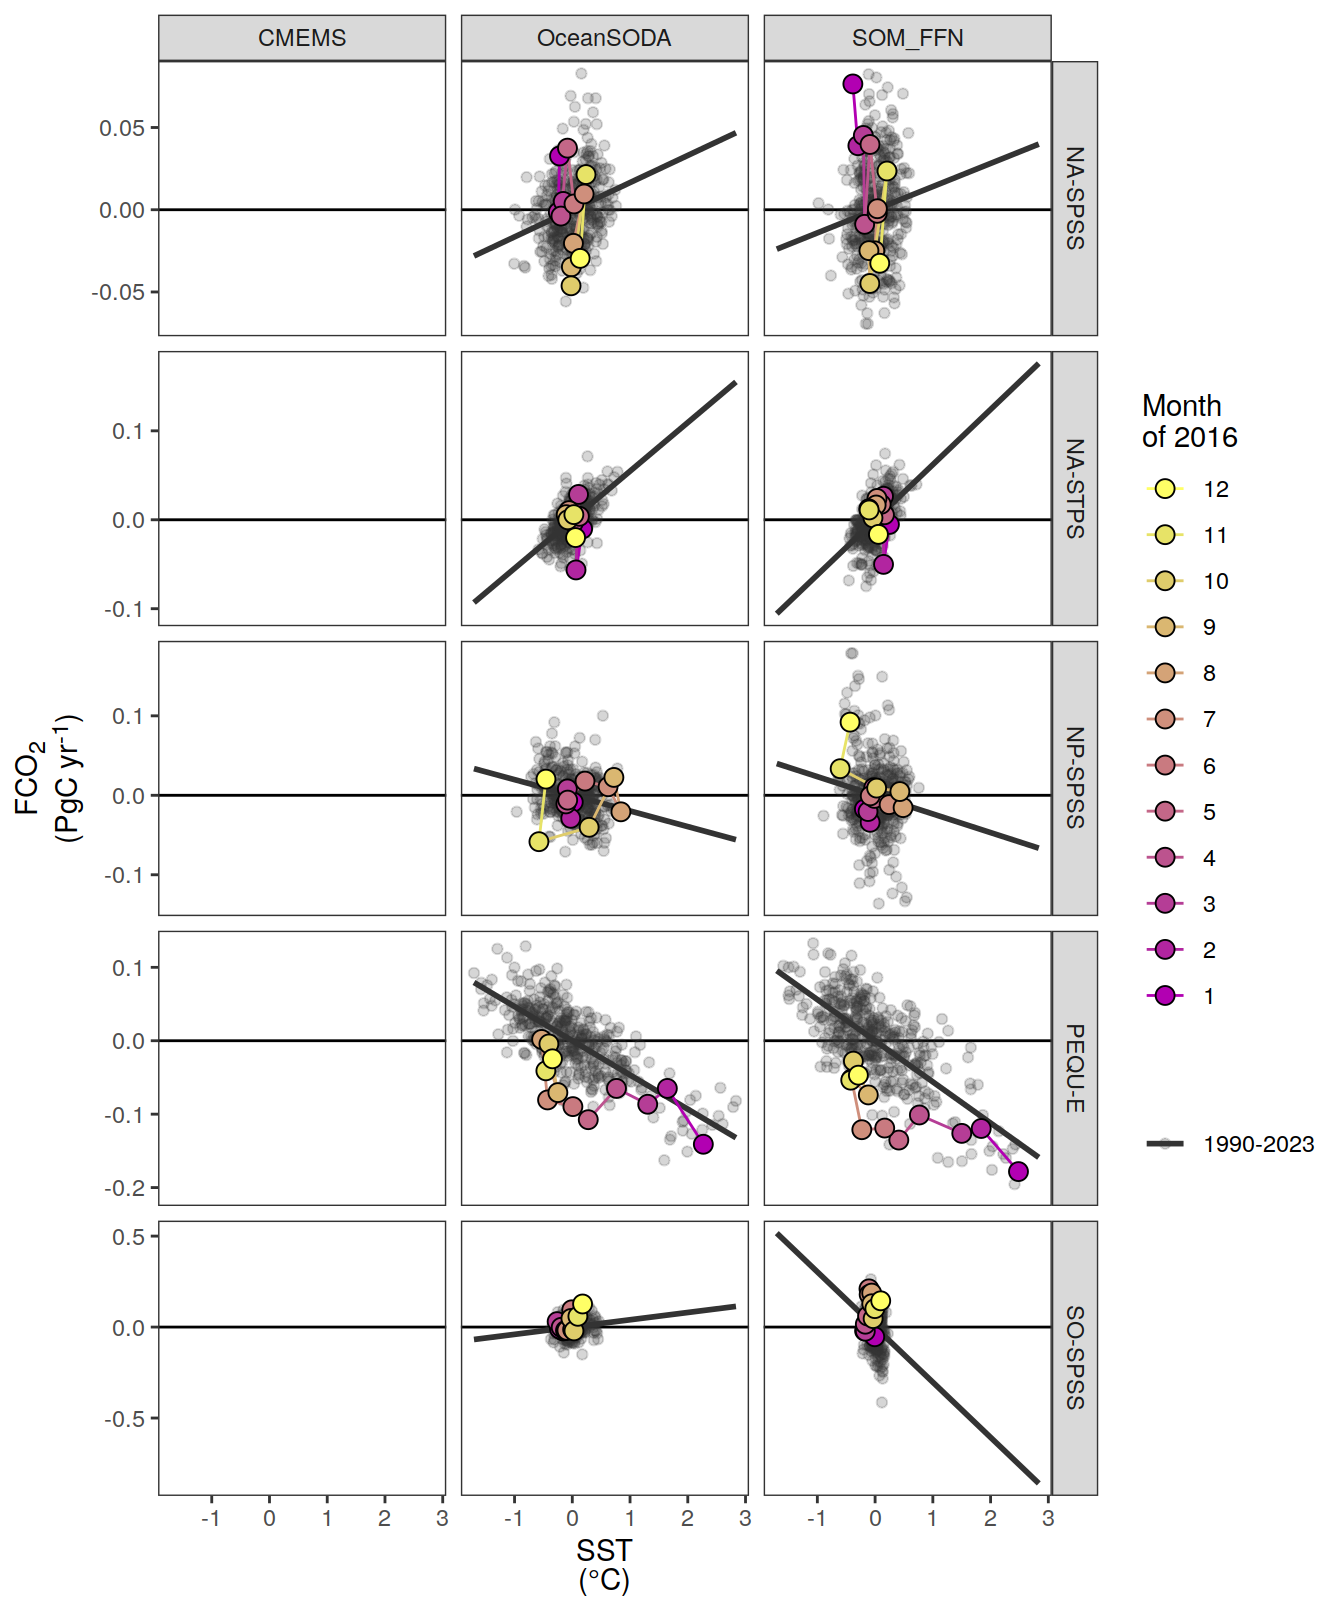 CMEMS
OceanSODA
SOM_FFN
0.05
0.00
-0.05
NA-SPSS
0.1
0.0
-0.1
NA-STPS
0.1
0.0
-0.1
NP-SPSS
0.1
0.0
-0.1
-0.2
PEQU-E
0.5
0.0
-0.5
SO-SPSS
-1 0 1 2 3
-1 0 1 2 3
-1 0 1 2 3
SST
(°C)
FCO₂
(PgC yr⁻¹)
Month
of 2016
12
11
10
9
8
7
6
5
4
3
2
1
1990-2023